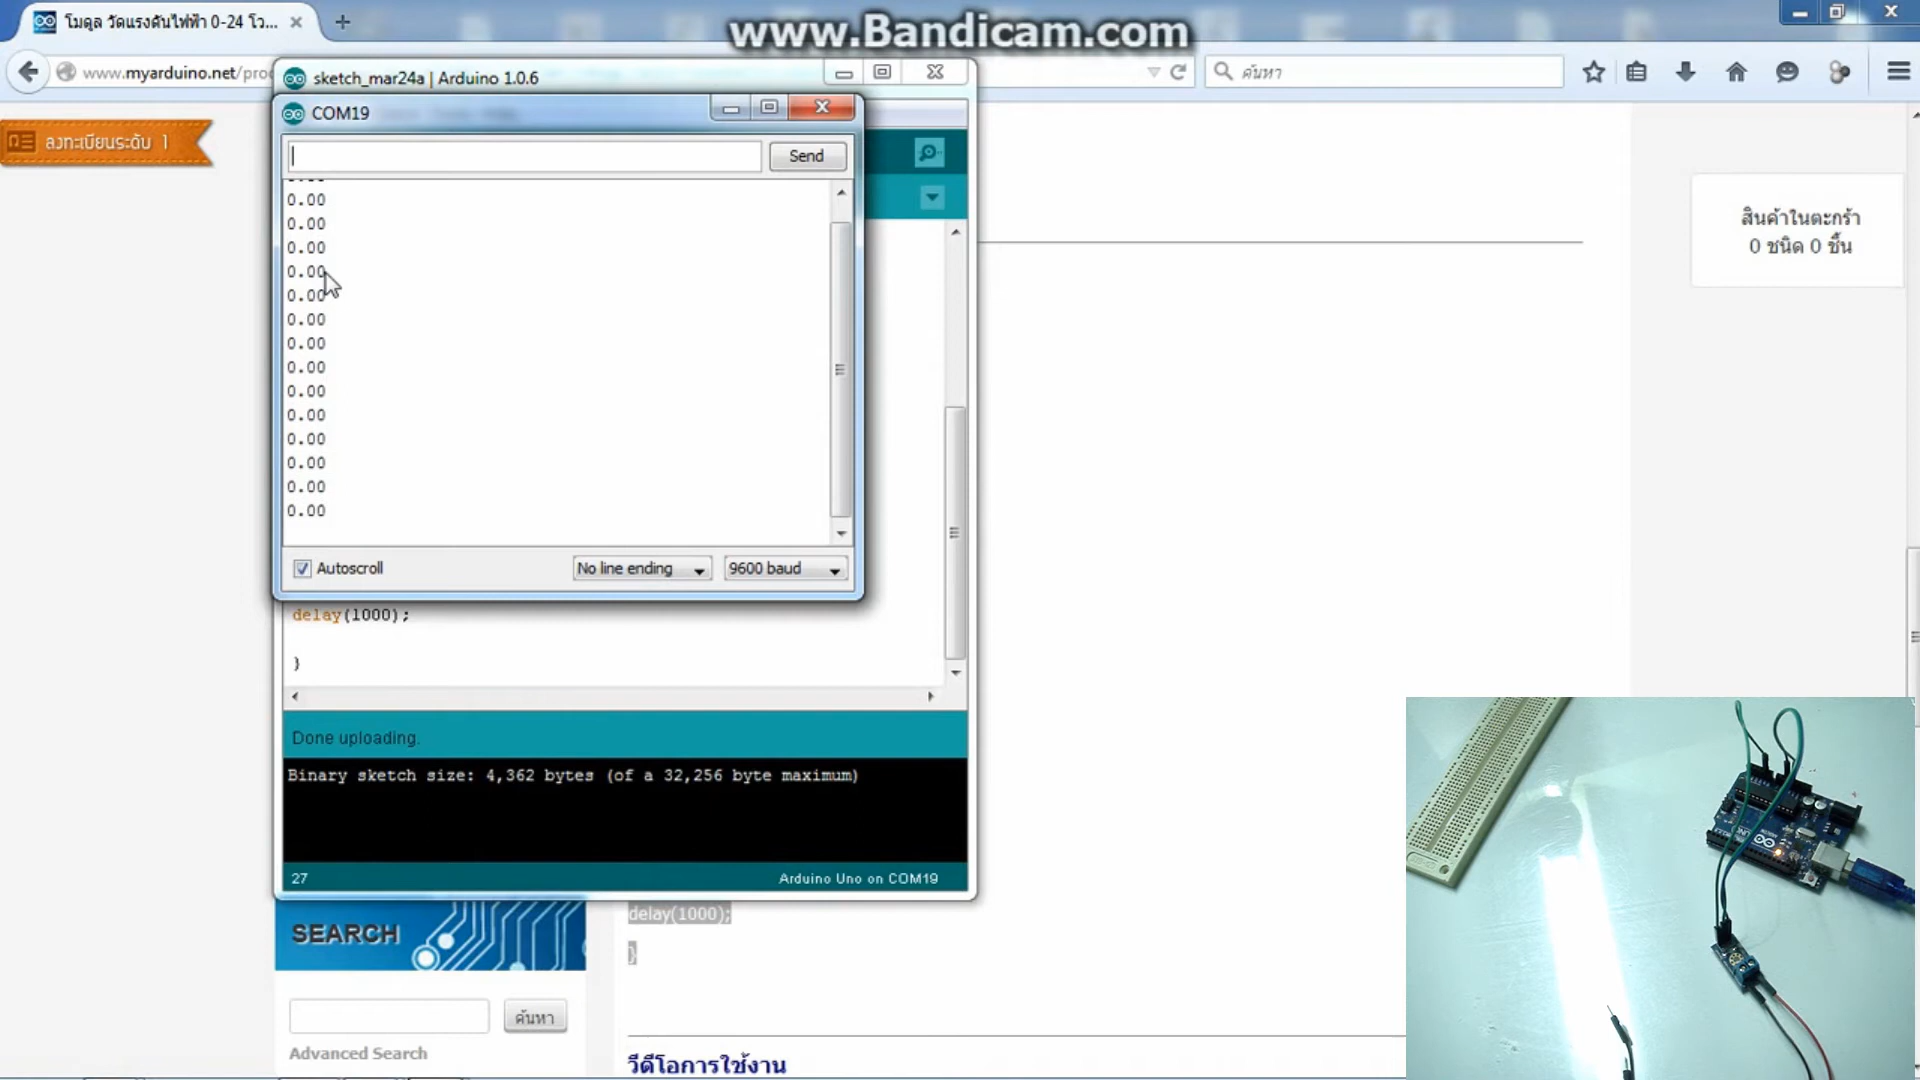 www.Bandicam.com
โมดูล วัดแรงดันไฟฟ้า 0-24 โว...
www.myarduino.net/pro
ค้นหา
sketch_mar24a | Arduino 1.0.6
COM19
ลงทะเบียนระดับ 1
Send
0.00
0.00
0.00
0.00
0.00
0.00
0.00
0.00
0.00
0.00
0.00
0.00
0.00
0.00
สินค้าในตะกร้า
0 ชนิด 0 ชิ้น
Autoscroll
No line ending
9600 baud
delay(1000);
}
Done uploading.
Binary sketch size: 4,362 bytes (of a 32,256 byte maximum)
27
Arduino Uno on COM19
SEARCH
delay(1000);
}
ค้นหา
Advanced Search
วีดีโอการใช้งาน